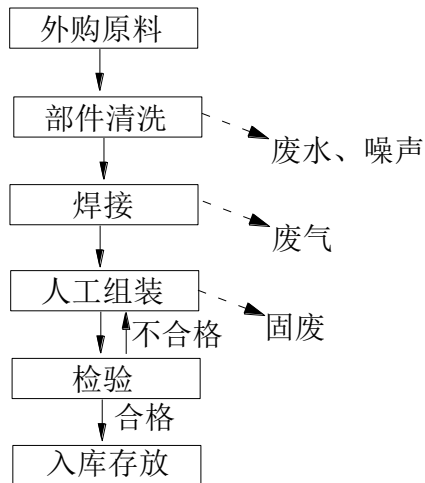 外购原料
部件清洗
废水、噪声
焊接
废气
人工组装
固废
不合格
检验
合格
入库存放